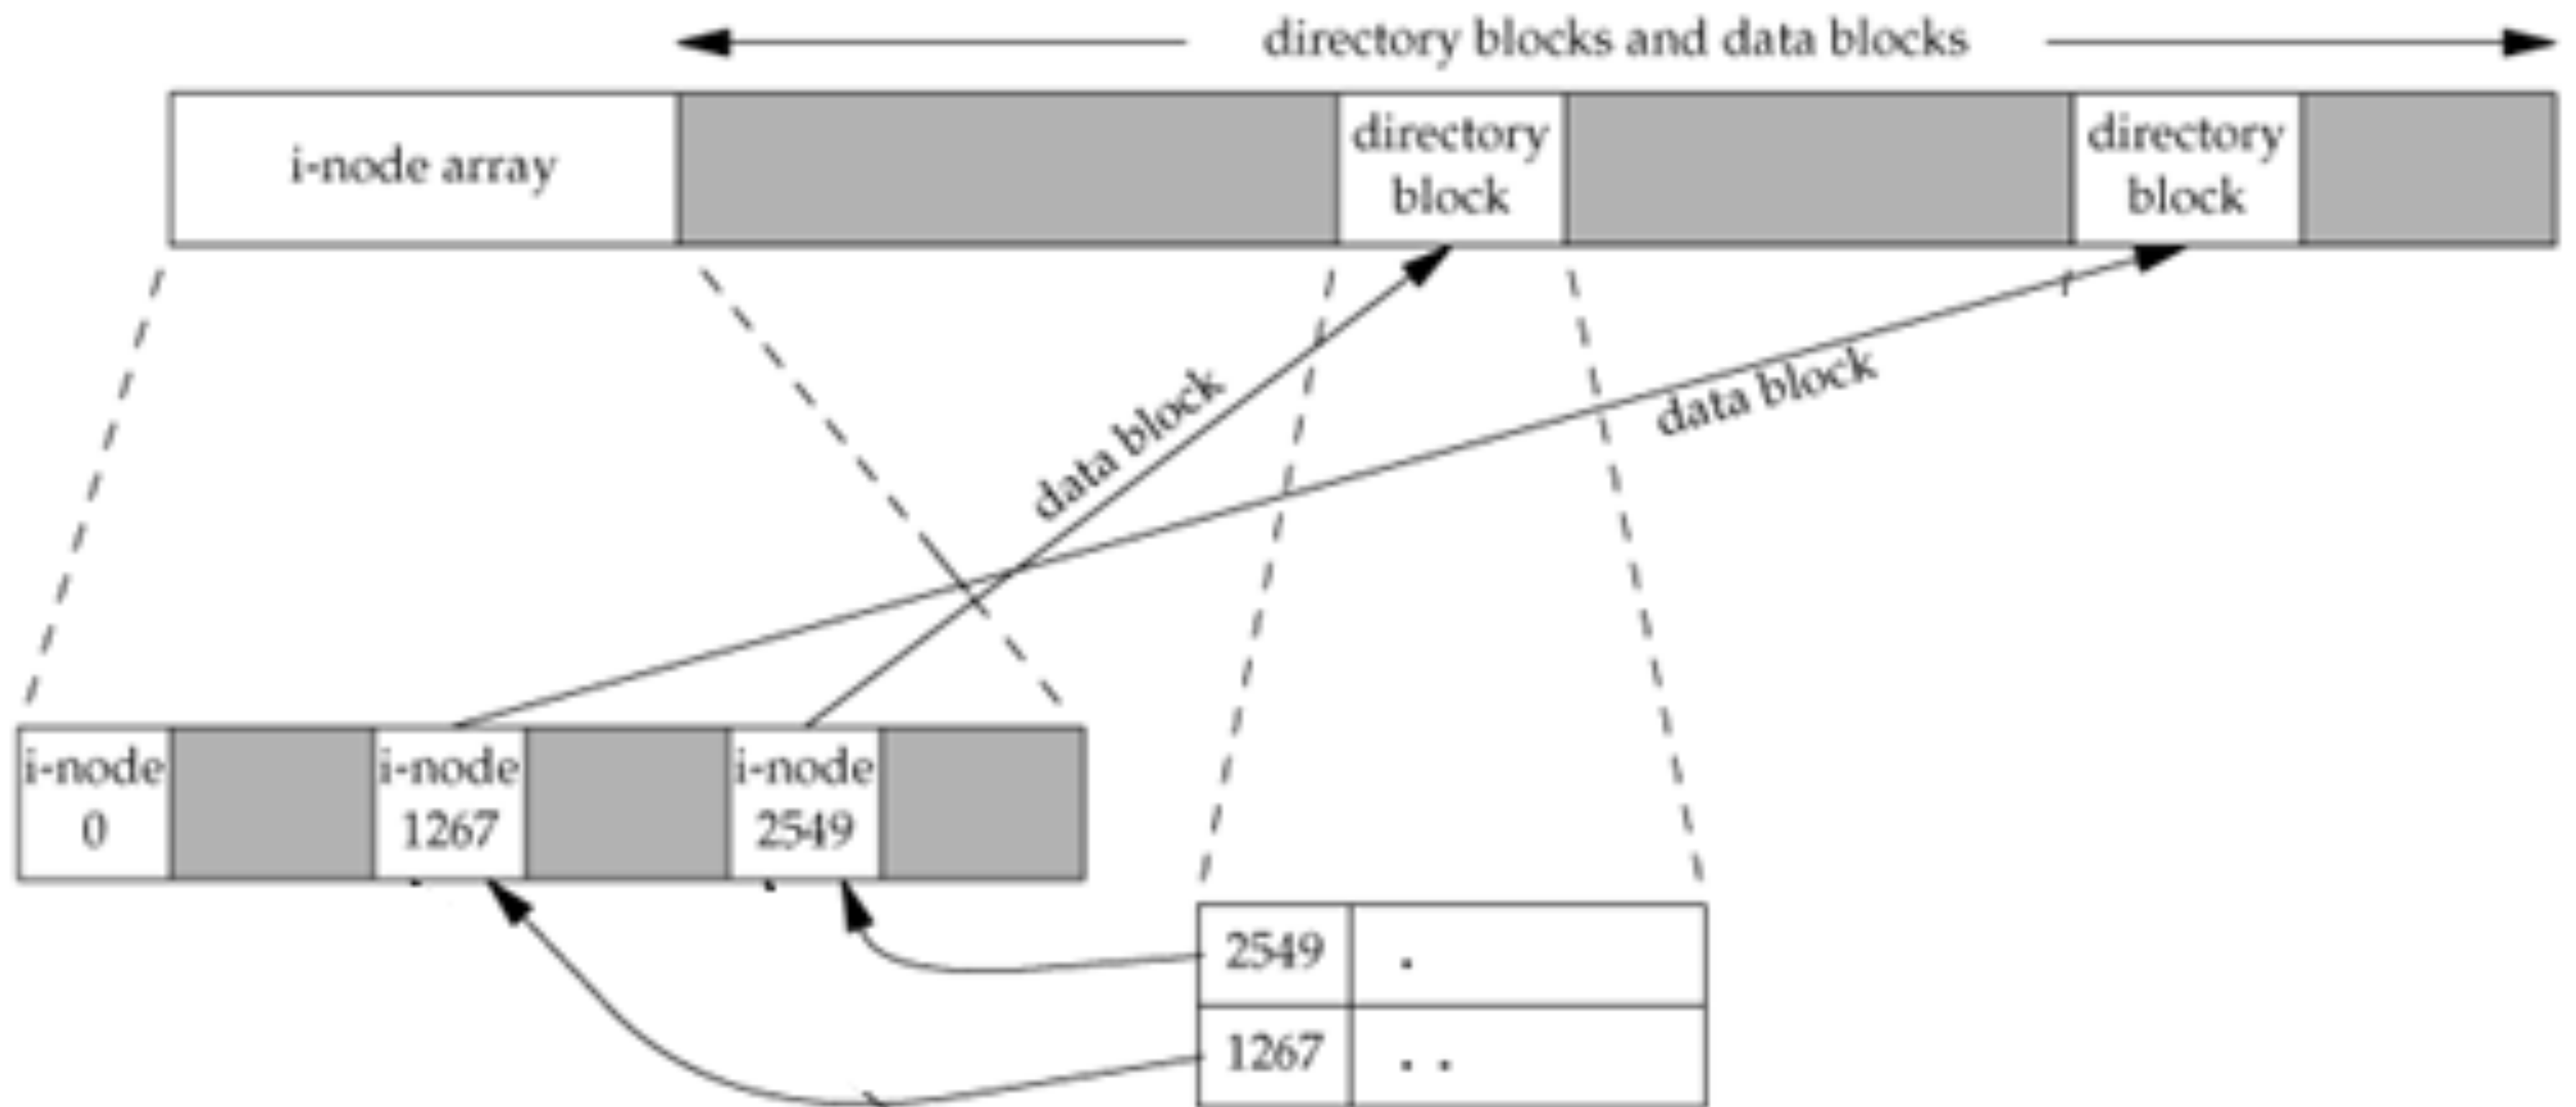 directory blocks and data blocks
i-node array
directory
block
directory
block
data block
data block
i-node
0
i-node
1267
i-node
2549
2549 .
1267 . .